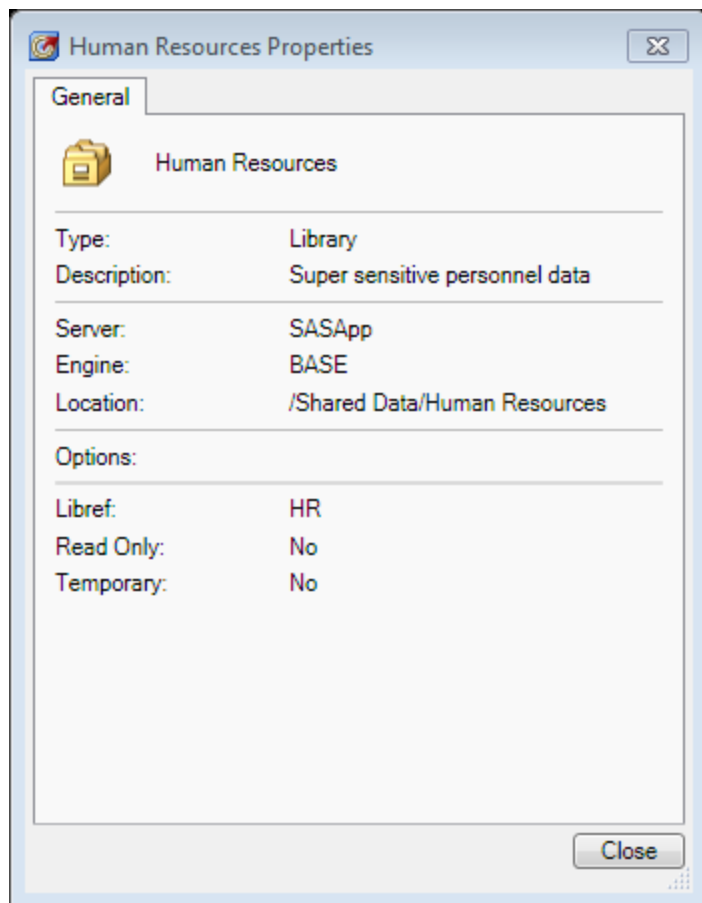 Human Resources Properties
General
Human Resources
Type: Library
Description: Super sensitive personnel data
Server: SASApp
Engine: BASE
Location: /Shared Data/Human Resources
Options:
Libref: HR
Read Only: No
Temporary: No
Close